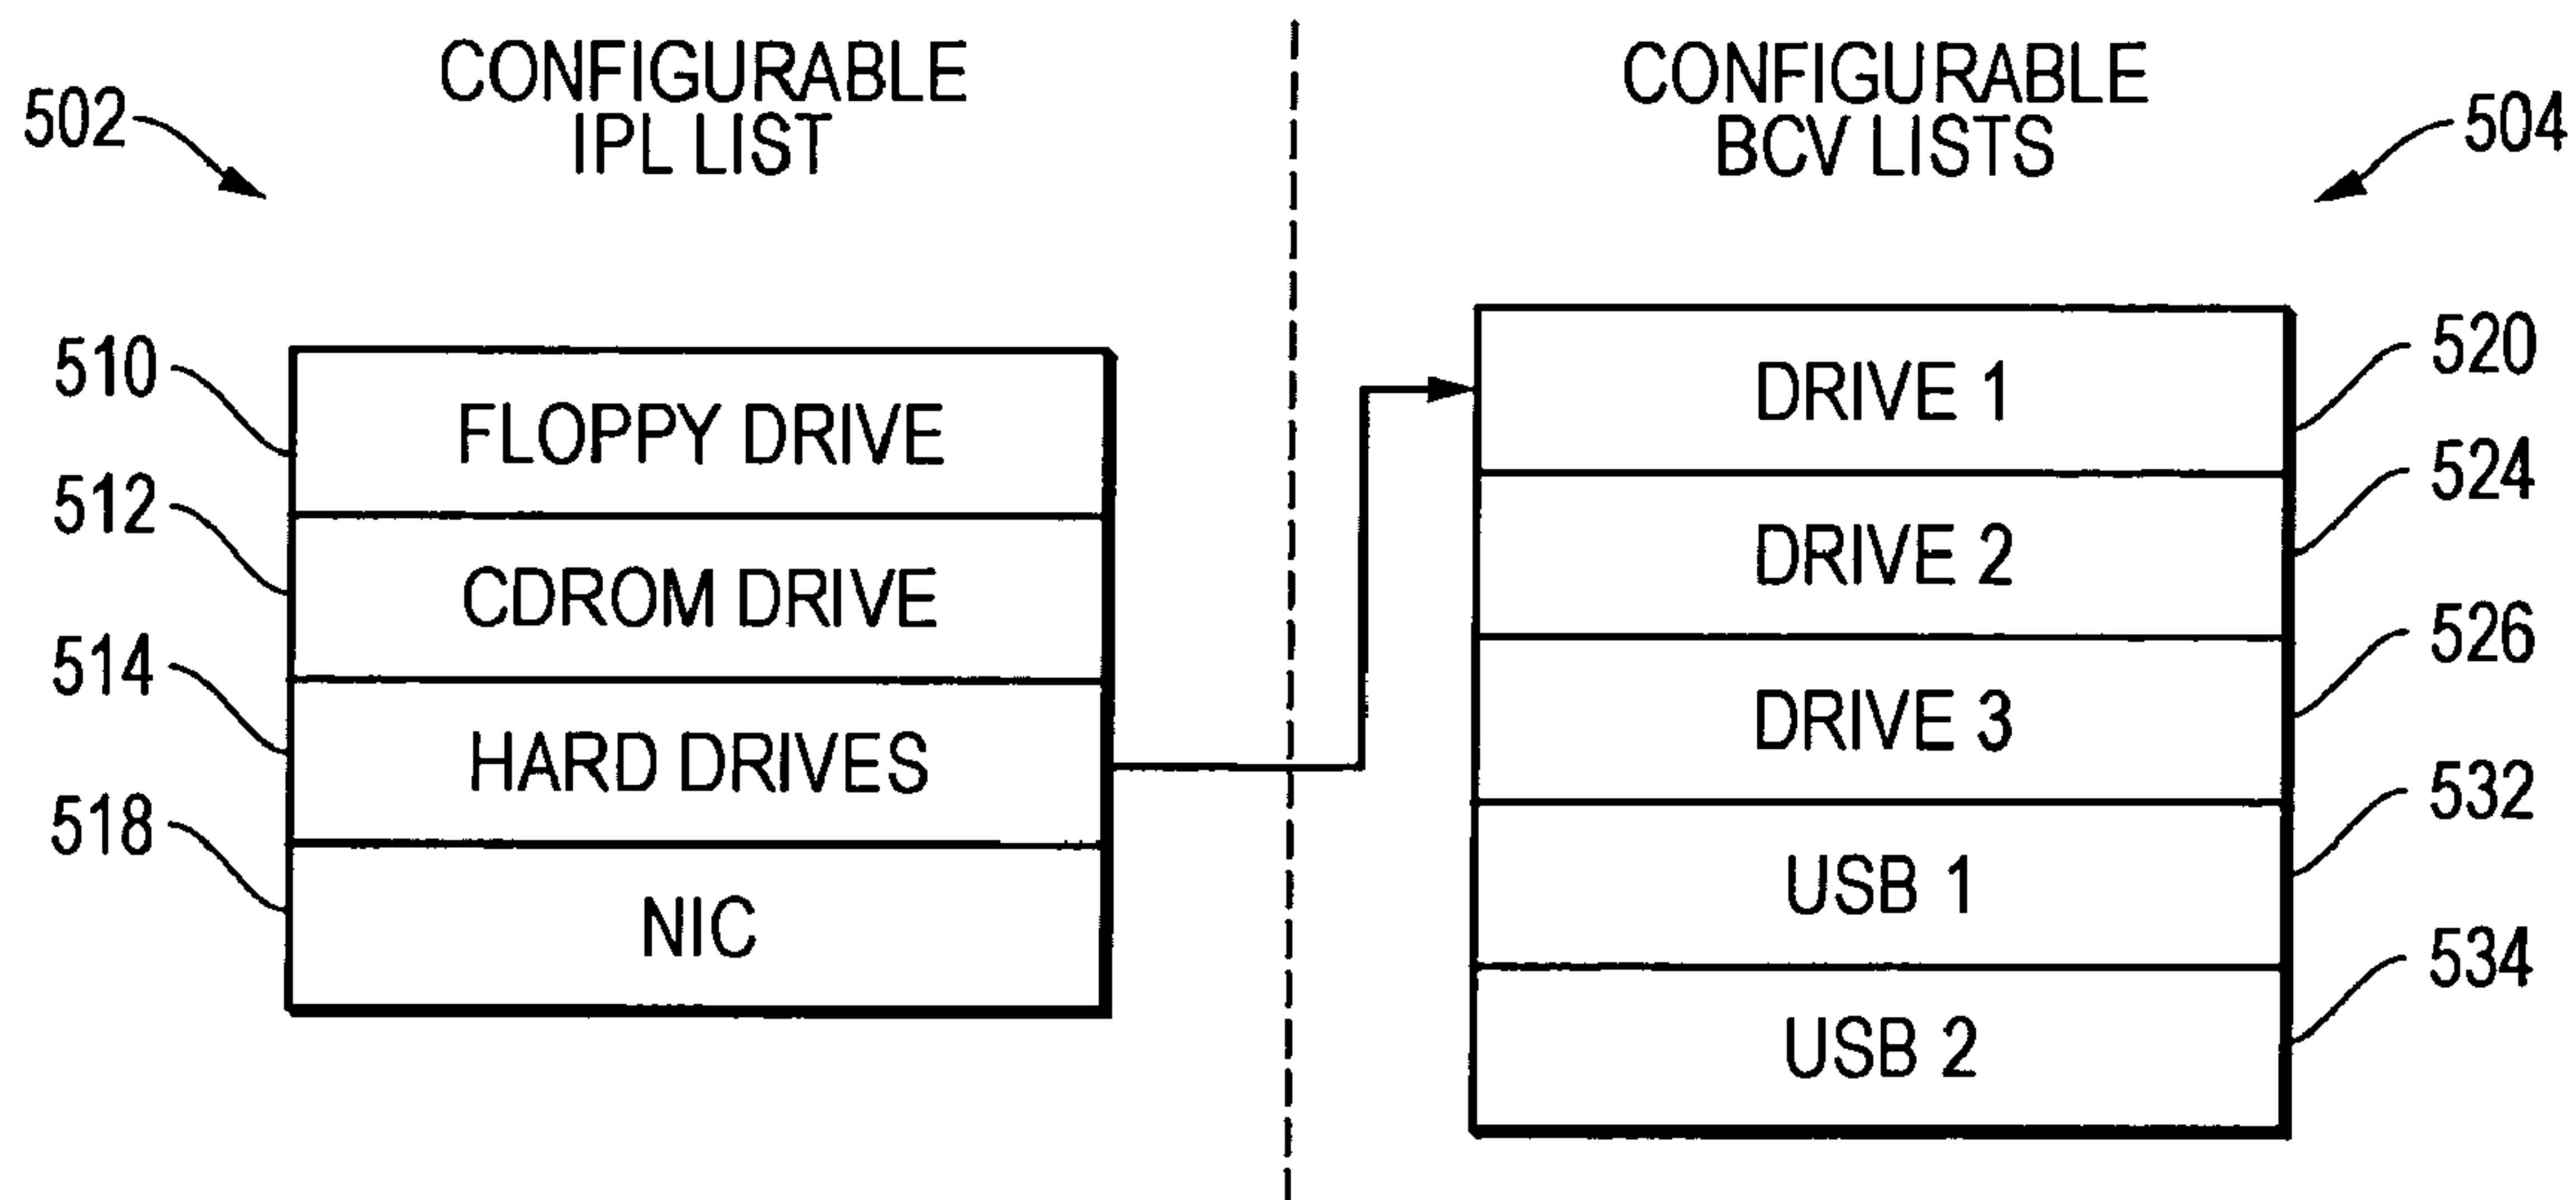 CONFIGURABLE
IPL LIST
502
510
FLOPPY DRIVE
512
CDROM DRIVE
514
HARD DRIVES
518
NIC
CONFIGURABLE
BCV LISTS
504
DRIVE 1
520
DRIVE 2
524
DRIVE 3
526
USB 1
532
USB 2
534